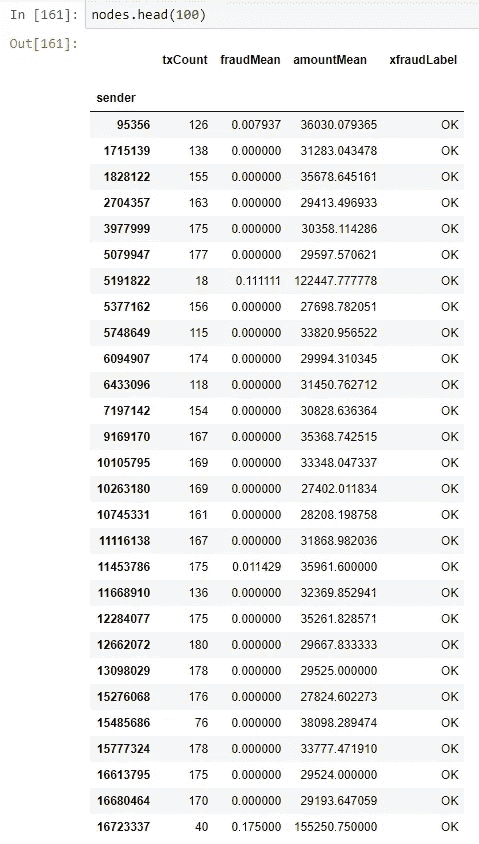 In [161]: nodes.head(100)
Out[161]:
txCount fraudMean amountMean xfraudLabel
sender
95356 126 0.007937 36030.079365 OK
1715139 138 0.000000 31283.043478 OK
1828122 155 0.000000 35678.645161 OK
2704357 163 0.000000 29413.496933 OK
3977999 175 0.000000 30358.114286 OK
5079947 177 0.000000 29597.570621 OK
5191822 18 0.111111 122447.777778 OK
5377162 156 0.000000 27698.782051 OK
5748649 115 0.000000 33820.956522 OK
6094907 174 0.000000 29994.310345 OK
6433096 118 0.000000 31450.762712 OK
7197142 154 0.000000 30828.636364 OK
9169170 167 0.000000 35368.742515 OK
10105795 169 0.000000 33348.047337 OK
10263180 169 0.000000 27402.011834 OK
10745331 161 0.000000 28208.198758 OK
11116138 167 0.000000 31868.982036 OK
11453786 175 0.011429 35961.600000 OK
11668910 136 0.000000 32369.852941 OK
12284077 175 0.000000 35261.828571 OK
12662072 180 0.000000 29667.833333 OK
13098029 178 0.000000 29525.000000 OK
15276068 176 0.000000 27824.602273 OK
15485686 76 0.000000 38098.289474 OK
15777324 178 0.000000 33777.471910 OK
16613795 175 0.000000 29524.000000 OK
16680464 170 0.000000 29193.647059 OK
16723337 40 0.175000 155250.750000 OK